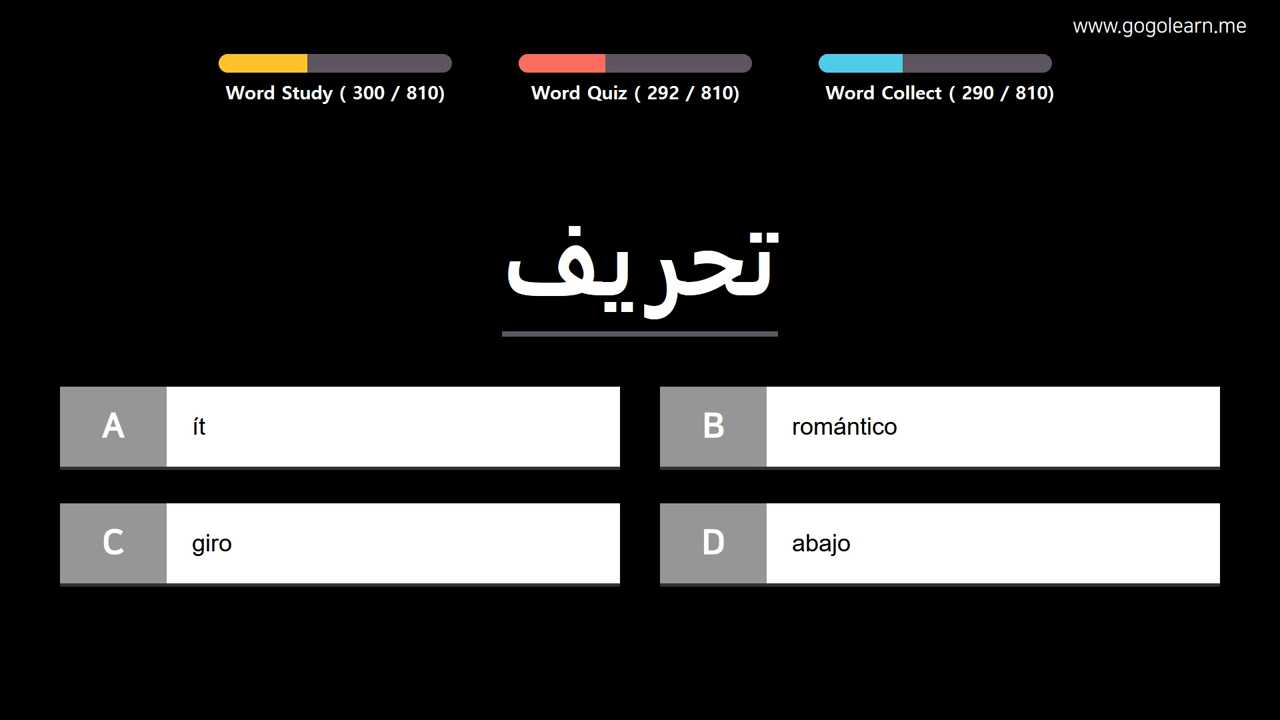 www.gogolearn.me
Word Study ( 300 / 810)
Word Quiz ( 292 / 810)
Word Collect ( 290 / 810)
تحريف
A ít
B romántico
C giro
D abajo